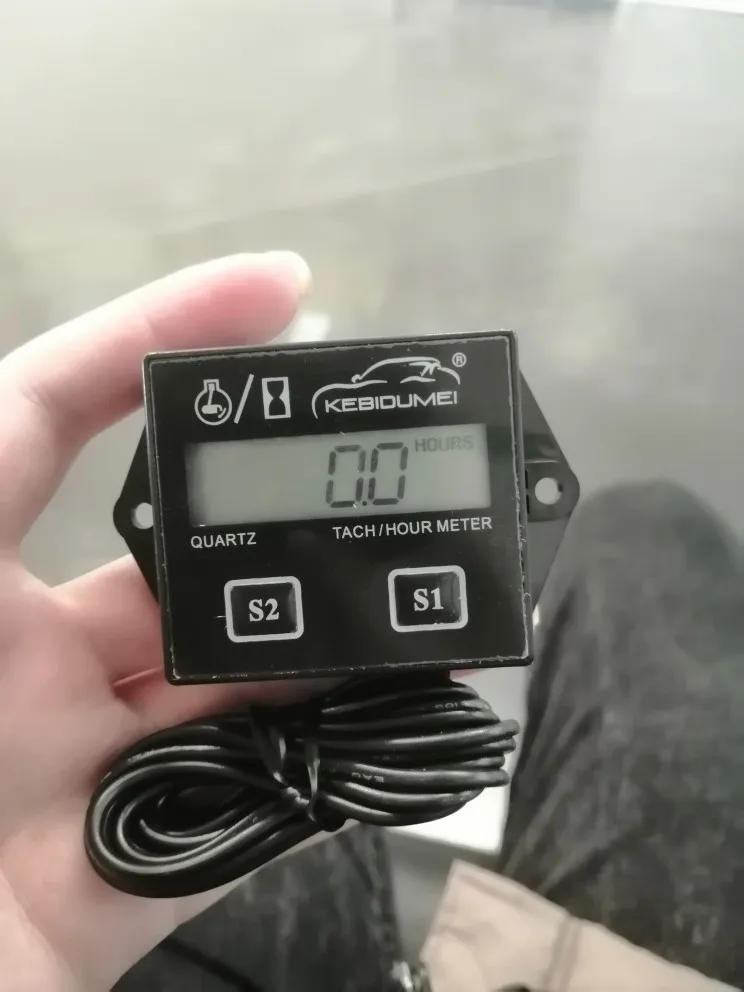 KEBIDUMEI ®
HOURS
0.0
QUARTZ
TACH/HOUR METER
S2
S1